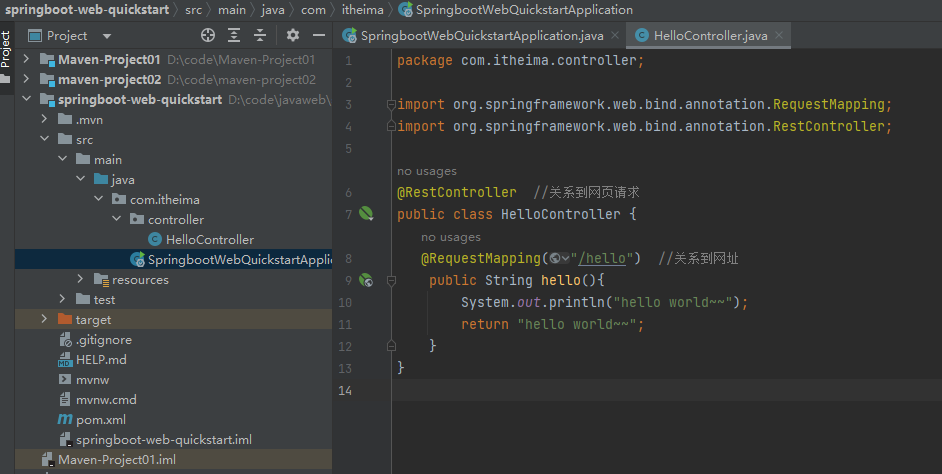 springboot-web-quickstart 〉 src 〉 main 〉 java 〉 com 〉 itheima 〉 SpringbootWebQuickstartApplication
Project
Project
Maven-Project01 D:\code\Maven-Project01
maven-project02 D:\code\maven-project02
springboot-web-quickstart D:\code\javaweb\
.mvn
src
main
java
com.itheima
controller
HelloController
SpringbootWebQuickstartAppli
resources
test
target
.gitignore
HELP.md
mvnw
mvnw.cmd
pom.xml
springboot-web-quickstart.iml
Maven-Project01.iml
SpringbootWebQuickstartApplication.java
HelloController.java
1 package com.itheima.controller;
2
3 import org.springframework.web.bind.annotation.RequestMapping;
4 import org.springframework.web.bind.annotation.RestController;
5
no usages
6 @RestController //关系到网页请求
7 public class HelloController {
no usages
8 @RequestMapping("/hello") //关系到网址
9 public String hello(){
10 System.out.println("hello world~~");
11 return "hello world~~";
12 }
13 }
14